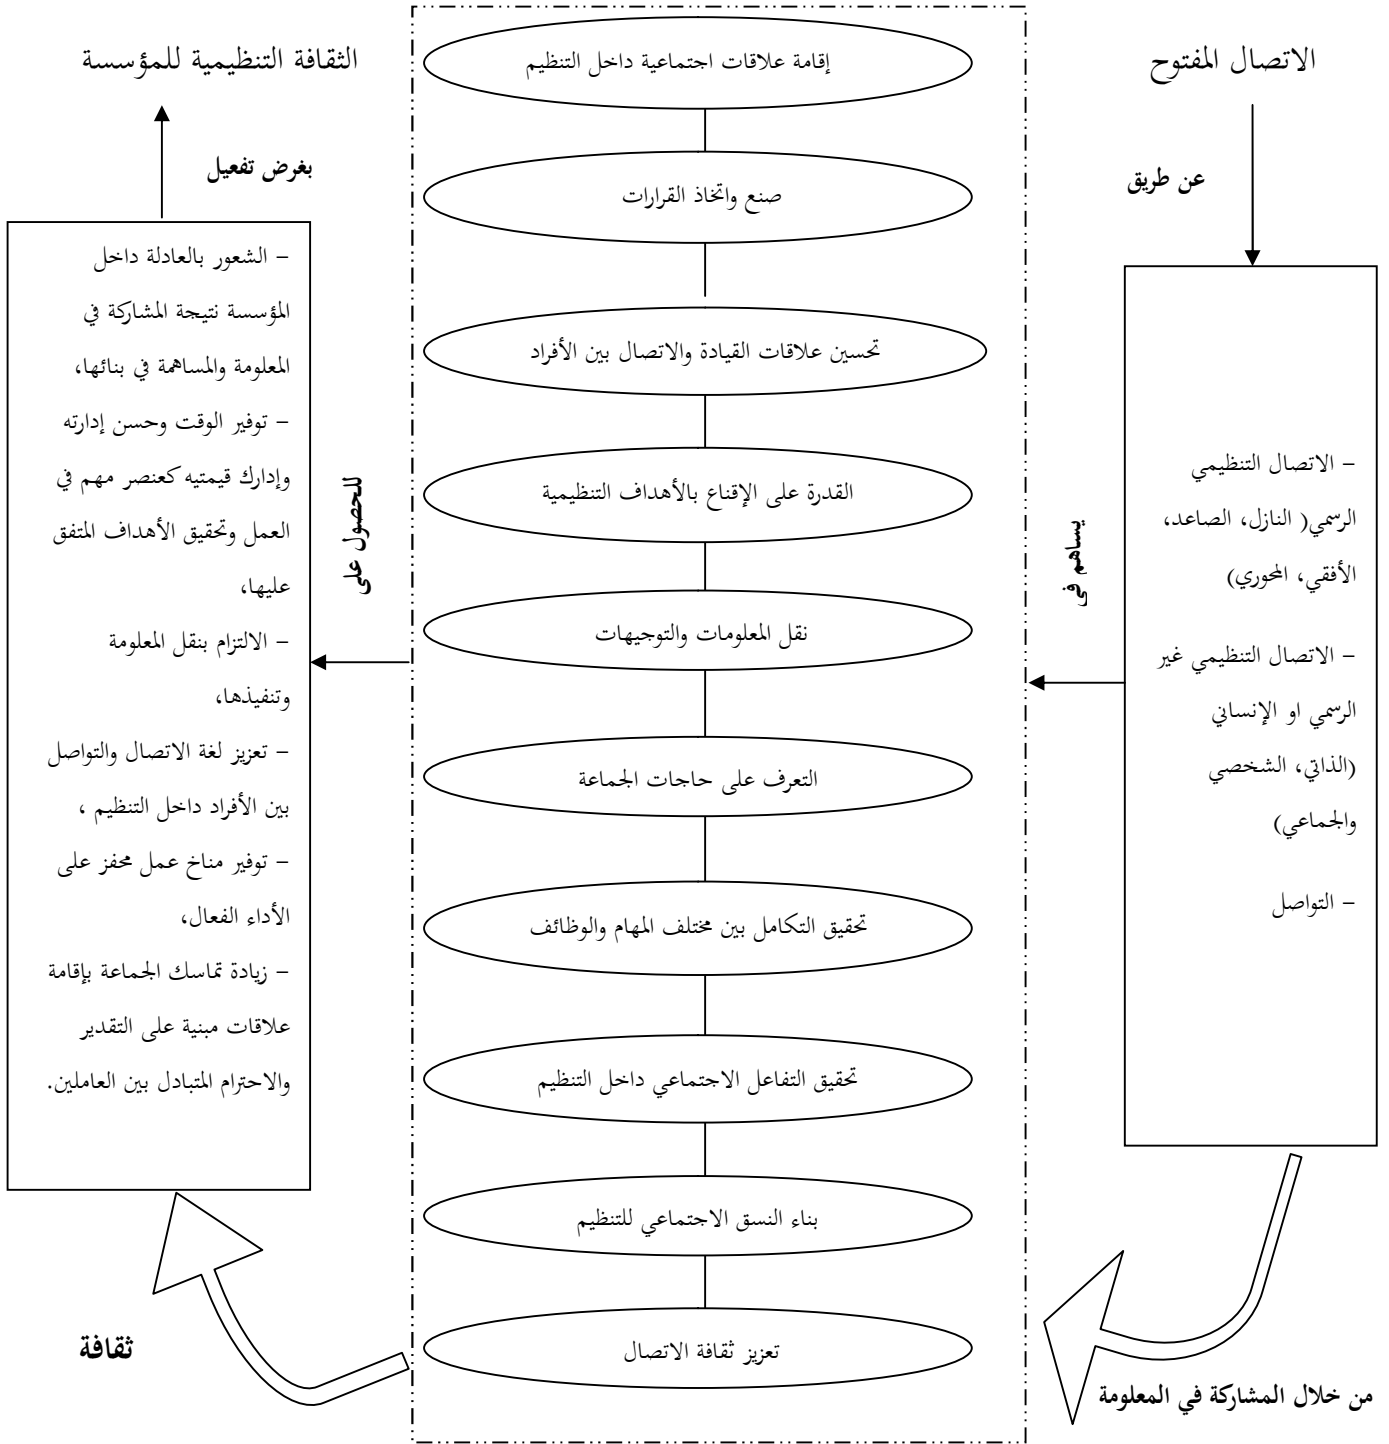 الاتصال المفتوح
عن طريق
– الاتصال التنظيمي
الرسمي( النازل، الصاعد،
الأفقي، المحوري)
– الاتصال التنظيمي غير
الرسمي او الإنساني
(الذاتي، الشخصي
والجماعي)
– التواصل
يساهم في
من خلال المشاركة في المعلومة
إقامة علاقات اجتماعية داخل التنظيم
صنع واتخاذ القرارات
تحسين علاقات القيادة والاتصال بين الأفراد
القدرة على الإقناع بالأهداف التنظيمية
نقل المعلومات والتوجيهات
التعرف على حاجات الجماعة
تحقيق التكامل بين مختلف المهام والوظائف
تحقيق التفاعل الاجتماعي داخل التنظيم
بناء النسق الاجتماعي للتنظيم
تعزيز ثقافة الاتصال
للحصول على
الثقافة التنظيمية للمؤسسة
بغرض تفعيل
– الشعور بالعادلة داخل
المؤسسة نتيجة المشاركة في
المعلومة والمساهمة في بنائها،
– توفير الوقت وحسن إدارته
وإدارك قيمتيه كعنصر مهم في
العمل وتحقيق الأهداف المتفق
عليها،
– الالتزام بنقل المعلومة
وتنفيذها،
– تعزيز لغة الاتصال والتواصل
بين الأفراد داخل التنظيم ،
– توفير مناخ عمل محفز على
الأداء الفعال،
– زيادة تماسك الجماعة بإقامة
علاقات مبنية على التقدير
والاحترام المتبادل بين العاملين.
ثقافة